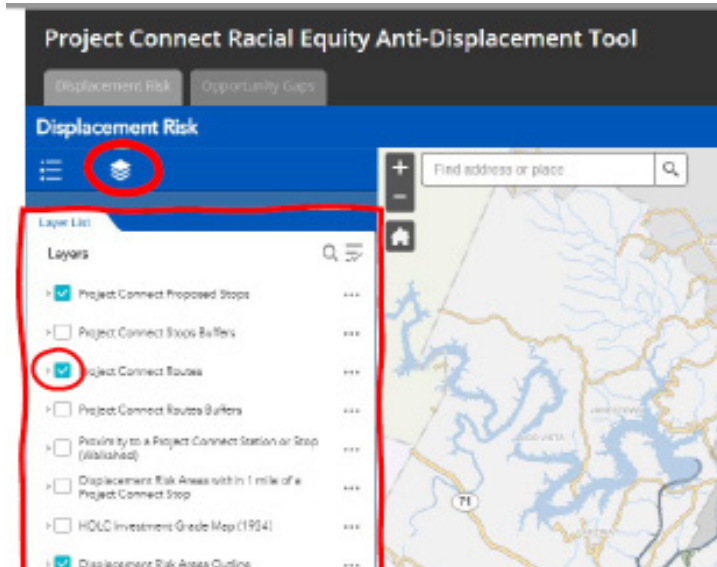 Project Connect Racial Equity Anti-Displacement Tool
Displacement Risk
Opportunity Gaps
Displacement Risk
Find address or place
Layer List
Layers
Project Connect Proposed Stops
Project Connect Stops Buffers
Project Connect Routes
Project Connect Routes Buffers
Proximity to a Project Connect Station or Stop
(Walkshed)
Displacement Risk Areas within 1 mile of a
Project Connect Stop
HOLC Investment Grade Map (1934)
Displacement Risk Areas Outline
71